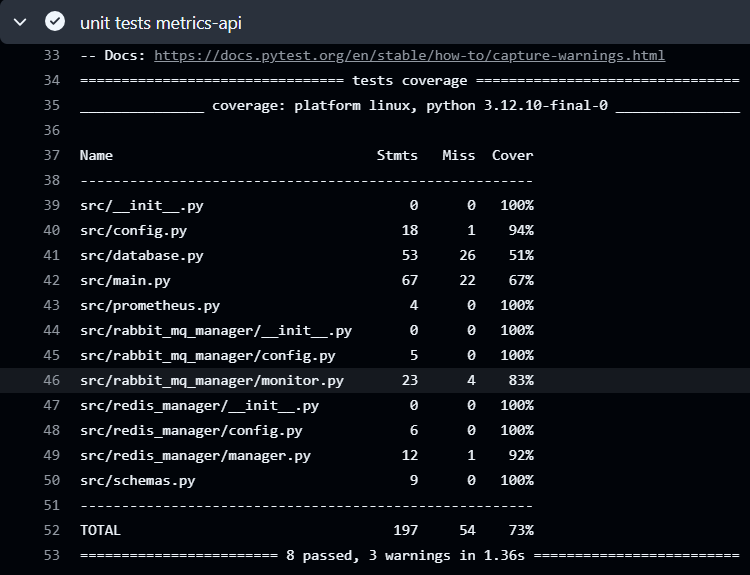 unit tests metrics-api
33 -- Docs: https://docs.pytest.org/en/stable/how-to/capture-warnings.html
34 ================================ tests coverage ================================
35 _______________ coverage: platform linux, python 3.12.10-final-0 _______________
36
37 Name                                Stmts   Miss  Cover
38 -------------------------------------------------------
39 src/__init__.py                         0      0   100%
40 src/config.py                          18      1    94%
41 src/database.py                        53     26    51%
42 src/main.py                            67     22    67%
43 src/prometheus.py                       4      0   100%
44 src/rabbit_mq_manager/__init__.py       0      0   100%
45 src/rabbit_mq_manager/config.py         5      0   100%
46 src/rabbit_mq_manager/monitor.py       23      4    83%
47 src/redis_manager/__init__.py           0      0   100%
48 src/redis_manager/config.py             6      0   100%
49 src/redis_manager/manager.py           12      1    92%
50 src/schemas.py                          9      0   100%
51 -------------------------------------------------------
52 TOTAL                                 197     54    73%
53 ======================== 8 passed, 3 warnings in 1.36s =========================